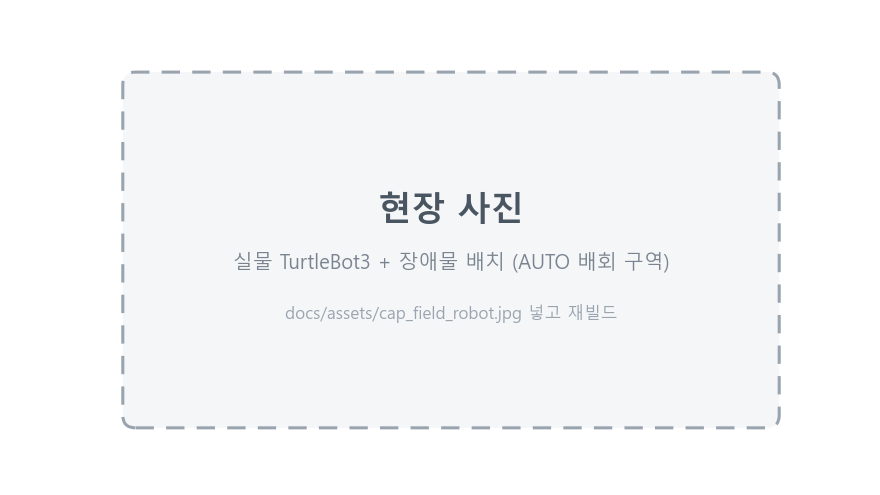 현장 사진
실물 TurtleBot3 + 장애물 배치 (AUTO 배회 구역)
docs/assets/cap_field_robot.jpg 넣고 재빌드